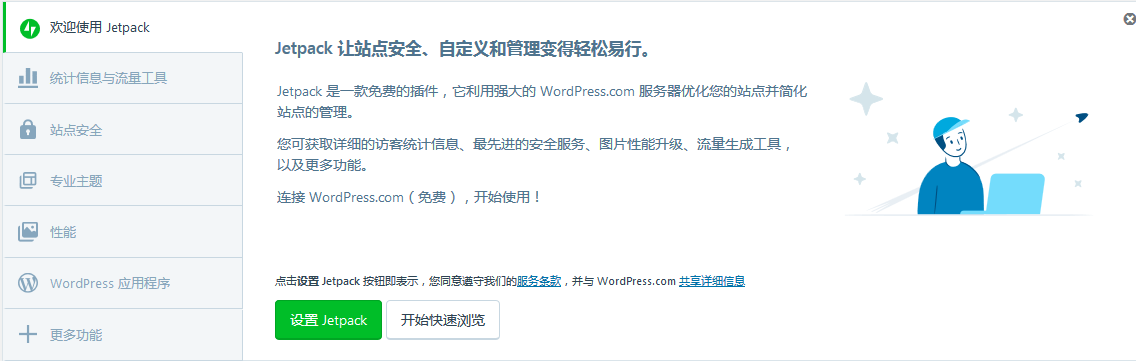 欢迎使用 Jetpack
统计信息与流量工具
站点安全
专业主题
性能
WordPress 应用程序
更多功能
Jetpack 让站点安全、自定义和管理变得轻松易行。
Jetpack 是一款免费的插件，它利用强大的 WordPress.com 服务器优化您的站点并简化
站点的管理。
您可获取详细的访客统计信息、最先进的安全服务、图片性能升级、流量生成工具，
以及更多功能。
连接 WordPress.com（免费），开始使用！
点击设置 Jetpack 按钮即表示，您同意遵守我们的服务条款，并与 WordPress.com 共享详细信息
设置 Jetpack
开始快速浏览